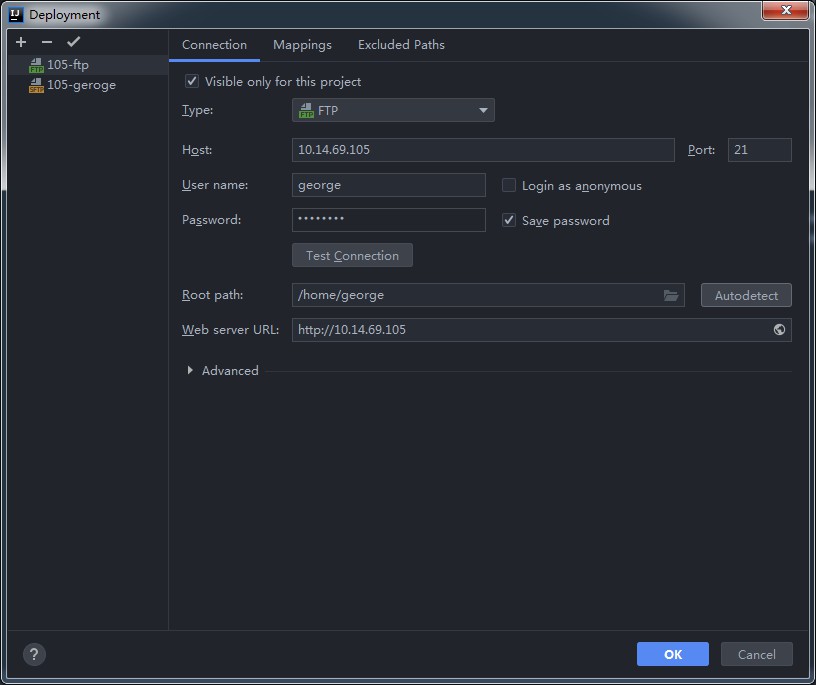 Deployment
105-ftp
105-geroge
Connection Mappings Excluded Paths
Visible only for this project
Type: FTP
Host: 10.14.69.105 Port: 21
User name: george Login as anonymous
Password: •••••••• Save password
Test Connection
Root path: /home/george Autodetect
Web server URL: http://10.14.69.105
Advanced
? OK Cancel